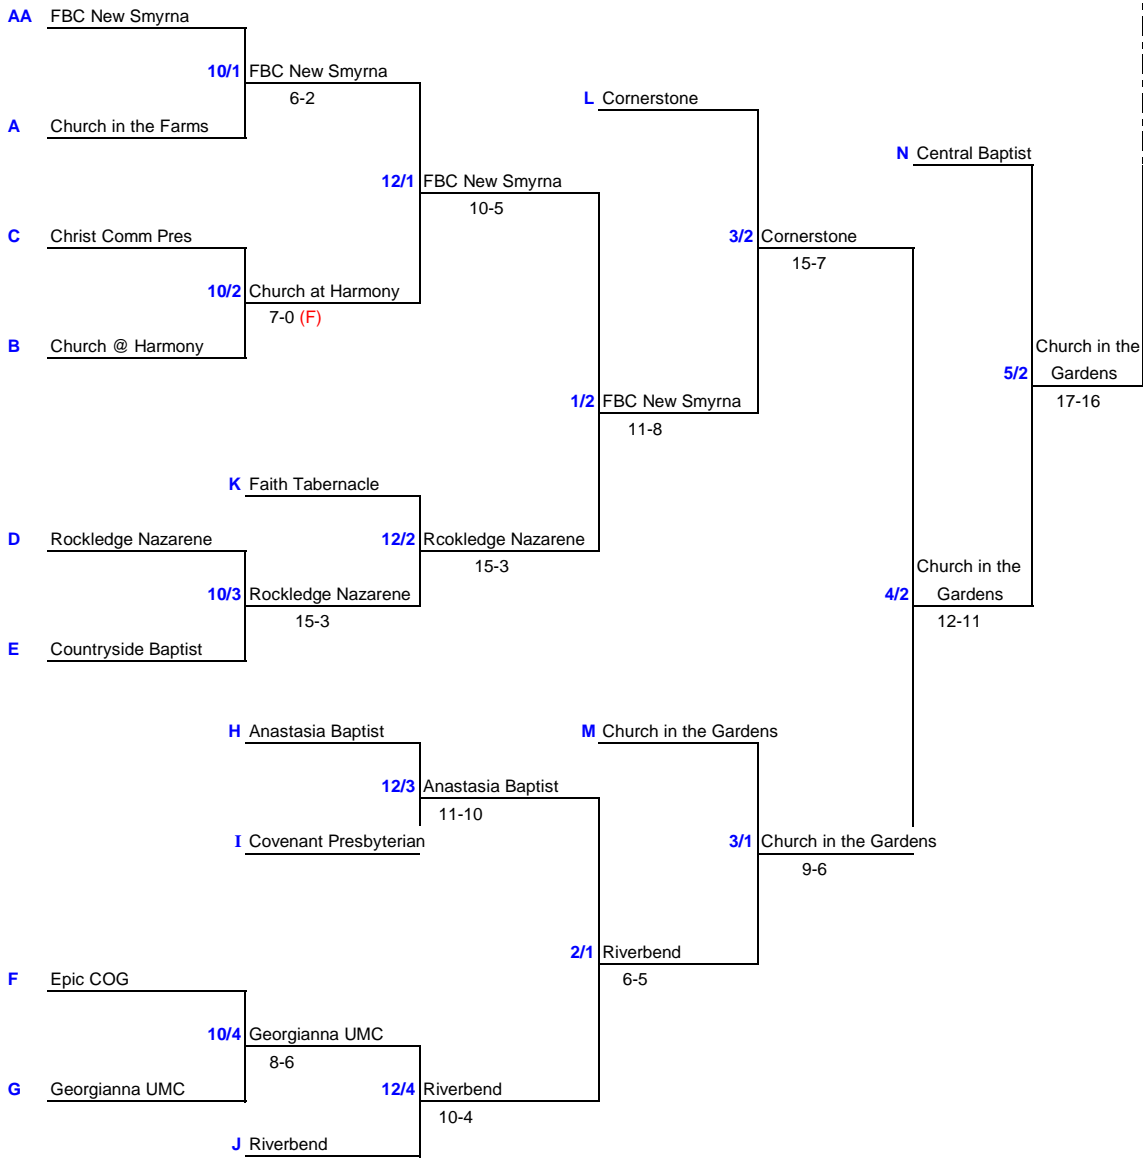 AA FBC New Smyrna
10/1 FBC New Smyrna
6-2
L Cornerstone
A Church in the Farms
N Central Baptist
12/1 FBC New Smyrna
10-5
C Christ Comm Pres
3/2 Cornerstone
15-7
10/2 Church at Harmony
7-0 (F)
B Church @ Harmony
Church in the
5/2 Gardens
17-16
1/2 FBC New Smyrna
11-8
K Faith Tabernacle
D Rockledge Nazarene
12/2 Rcokledge Nazarene
15-3
Church in the
10/3 Rockledge Nazarene
4/2 Gardens
15-3
12-11
E Countryside Baptist
H Anastasia Baptist
M Church in the Gardens
12/3 Anastasia Baptist
11-10
I Covenant Presbyterian
3/1 Church in the Gardens
9-6
2/1 Riverbend
6-5
F Epic COG
10/4 Georgianna UMC
8-6
G Georgianna UMC
12/4 Riverbend
10-4
J Riverbend